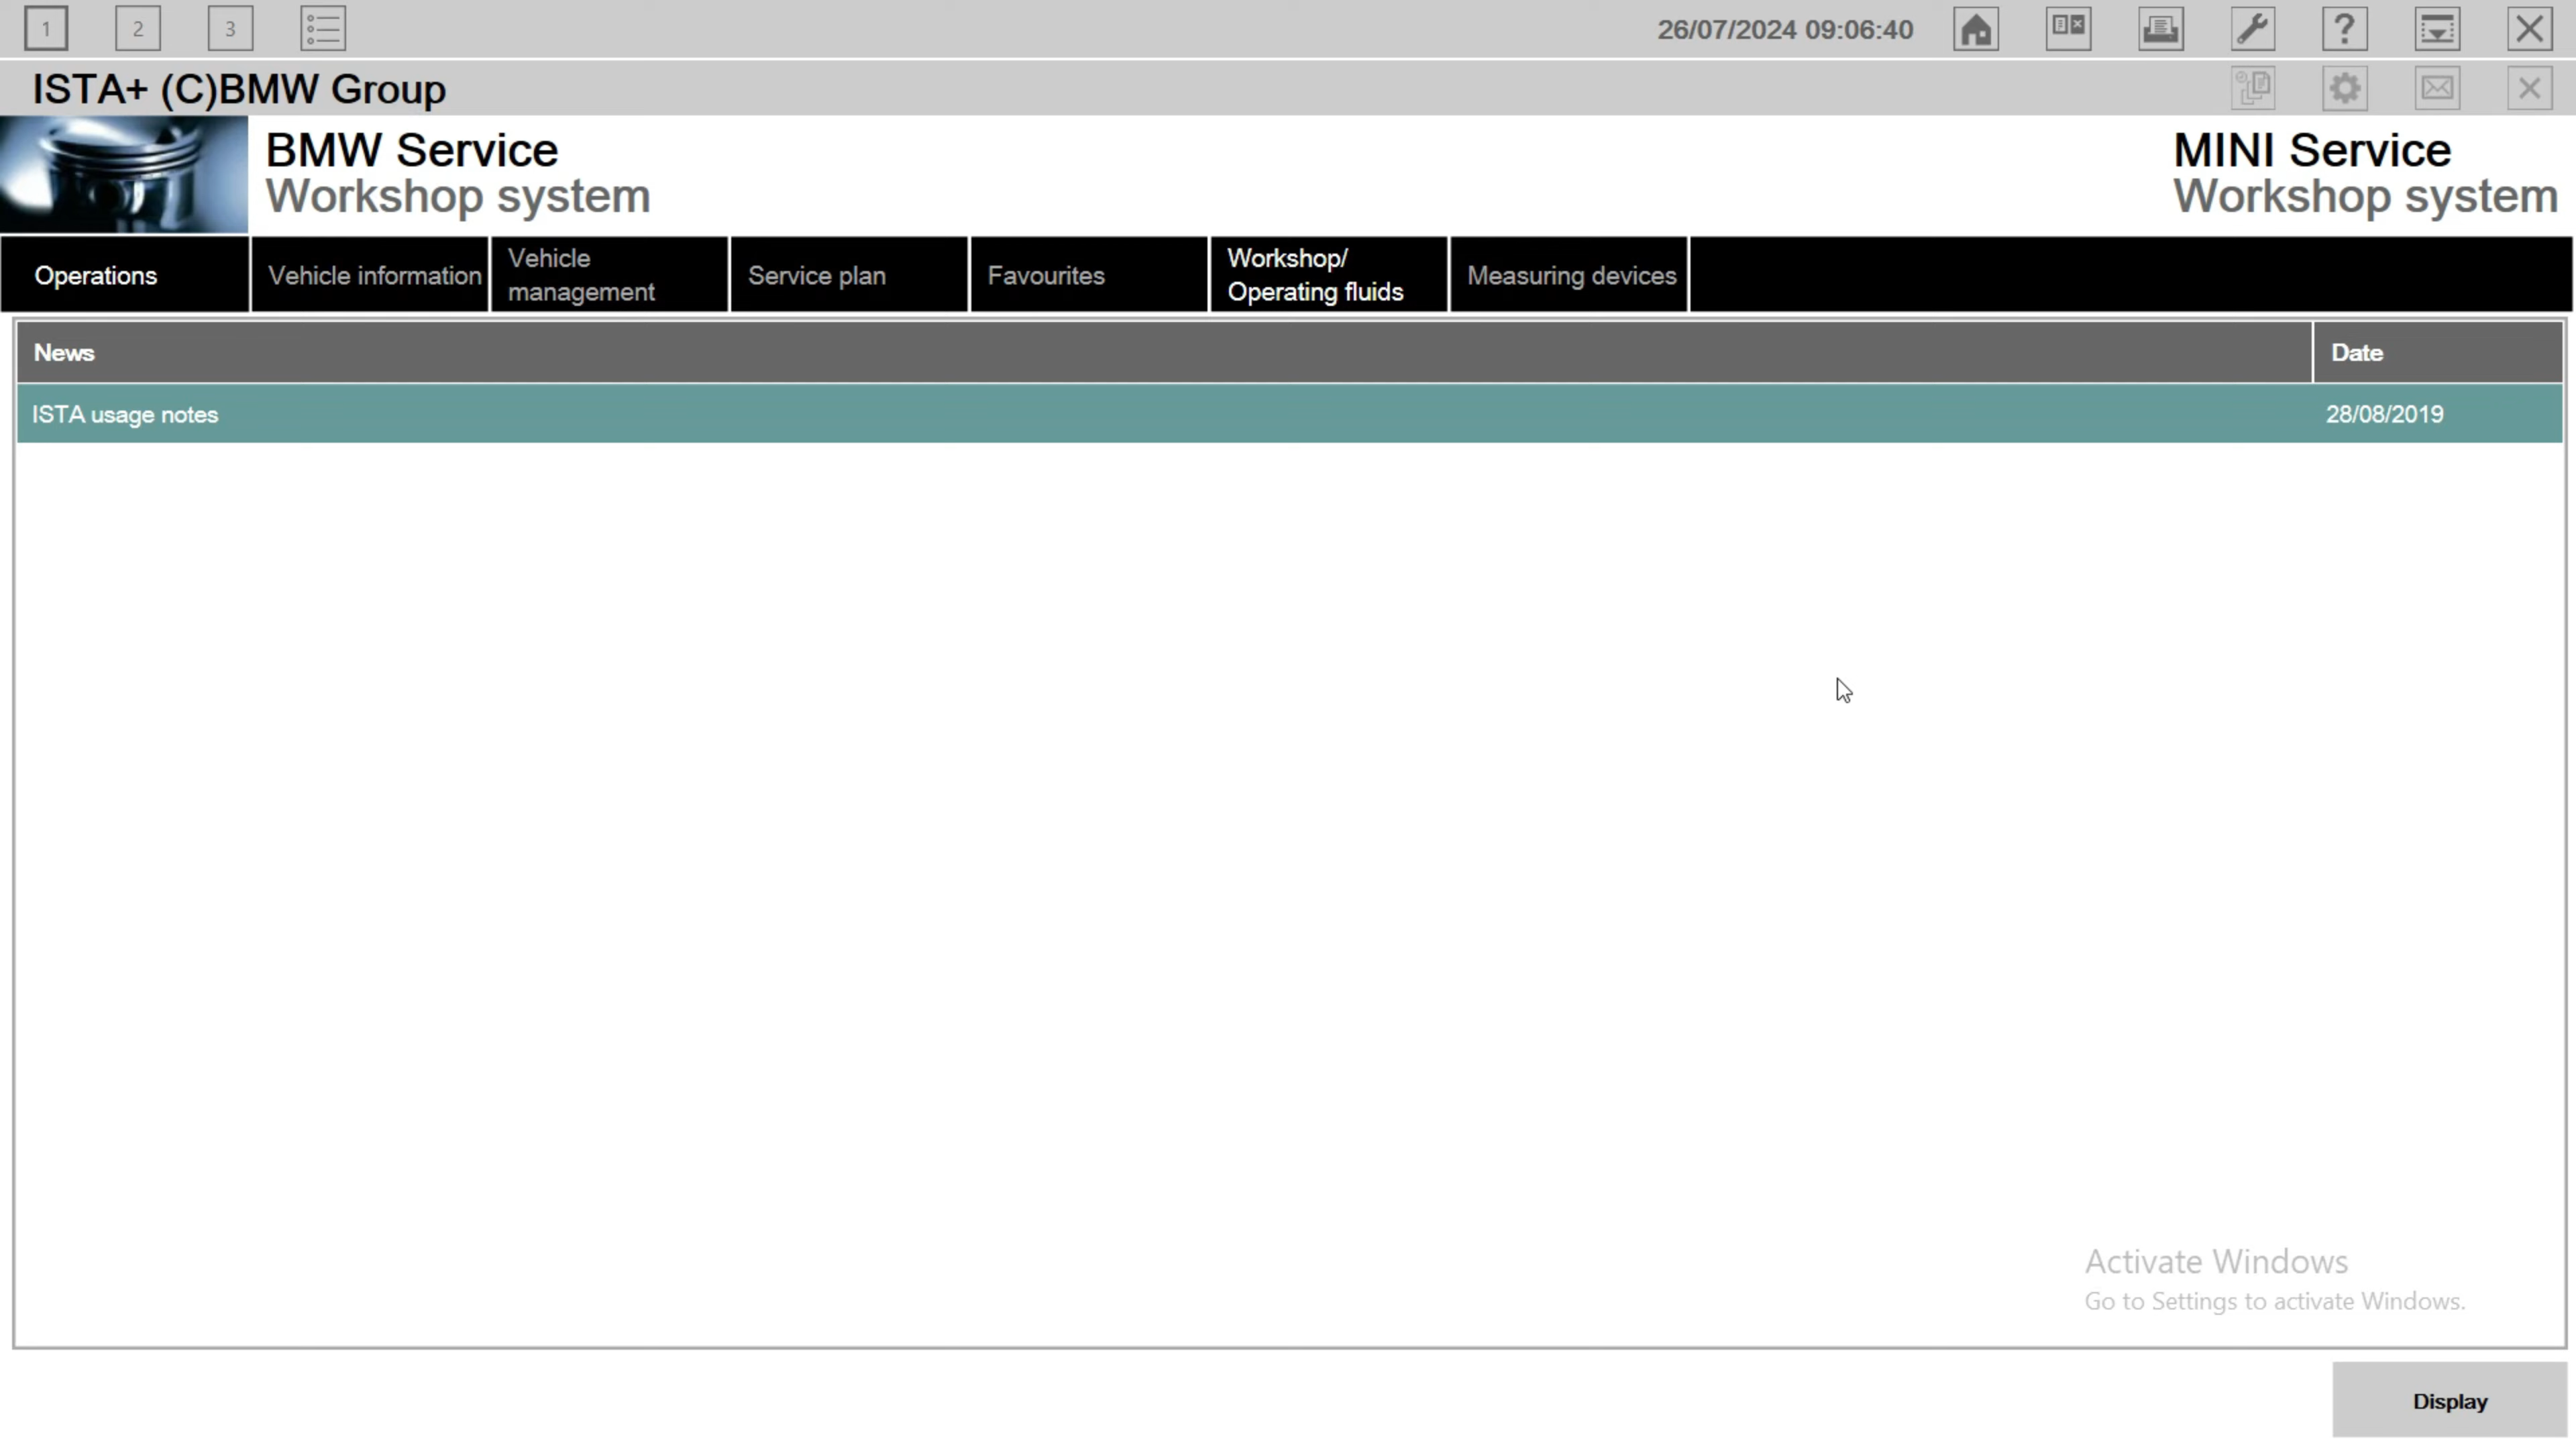 1 2 3 26/07/2024 09:06:40 ?
ISTA+ (C)BMW Group
BMW Service
Workshop system
MINI Service
Workshop system
Operations
Vehicle information
Vehicle
management
Service plan
Favourites
Workshop/
Operating fluids
Measuring devices
News Date
ISTA usage notes 28/08/2019
Activate Windows
Go to Settings to activate Windows.
Display